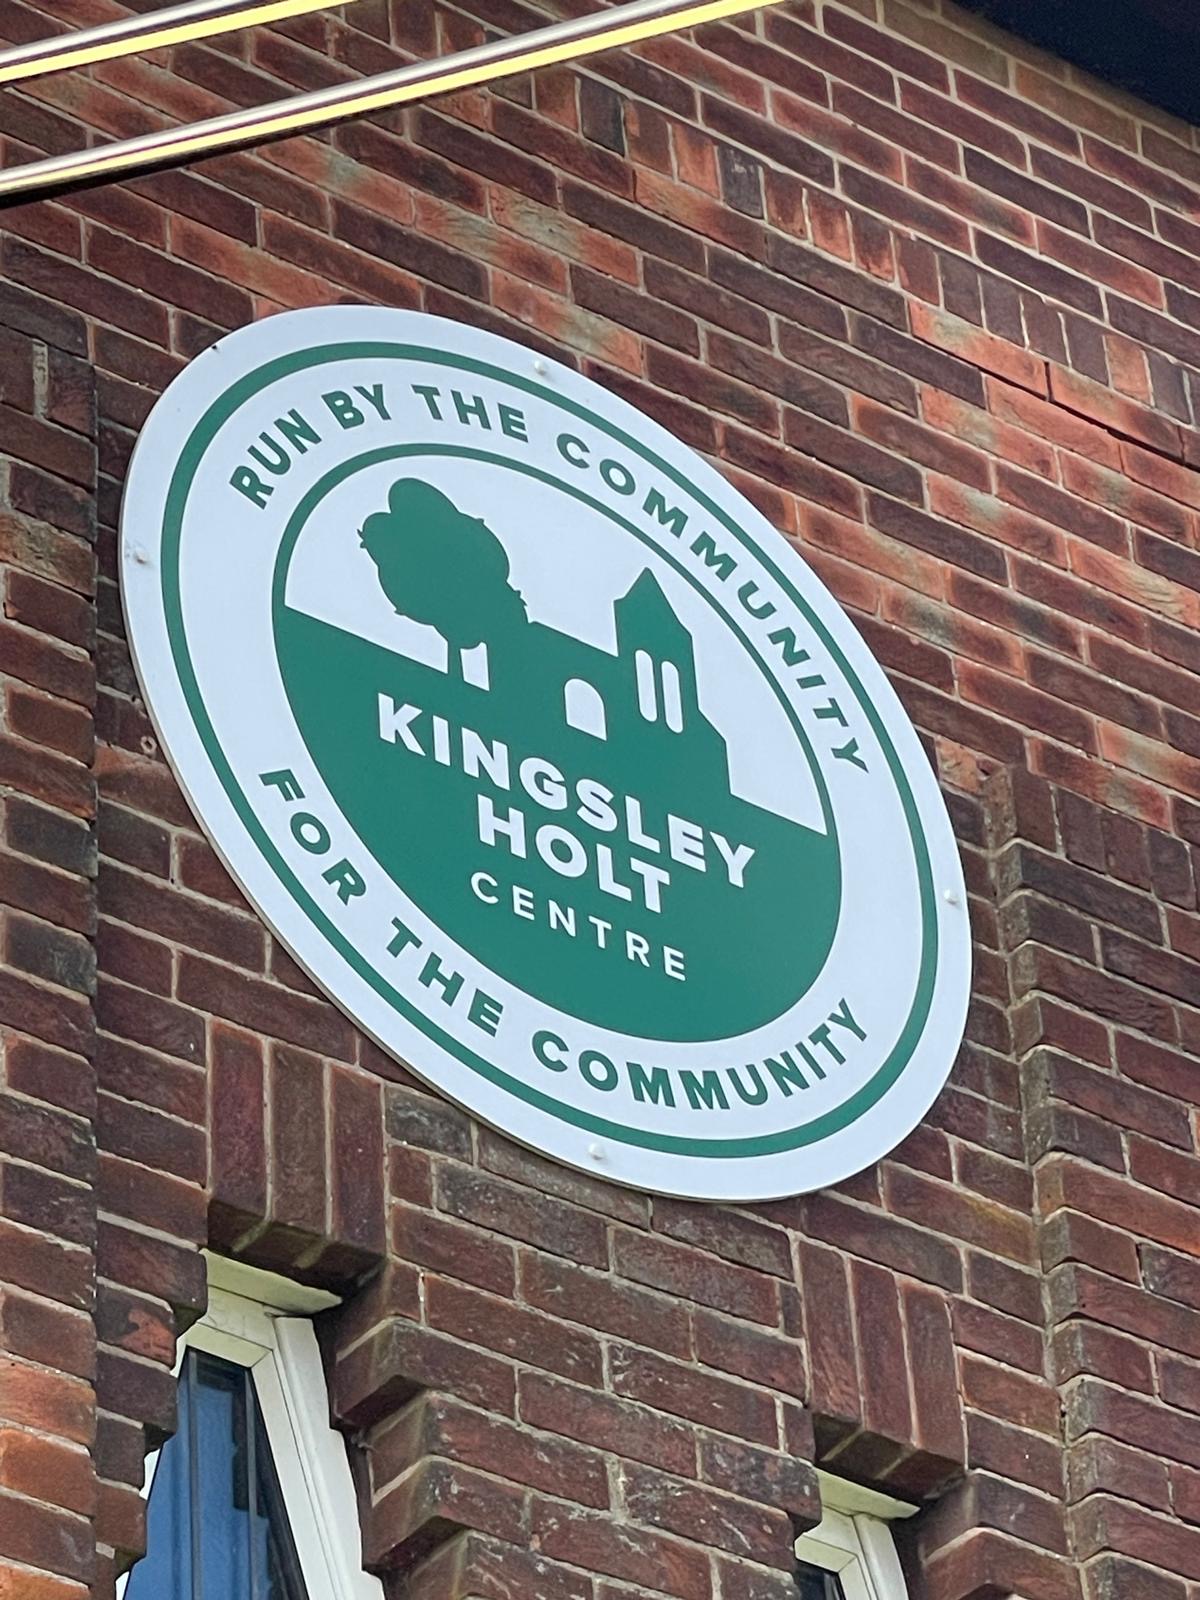 RUN BY THE COMMUNITY
KINGSLEY
HOLT
CENTRE
FOR THE COMMUNITY